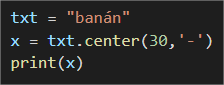 txt = "banán"
x = txt.center(30,'-')
print(x)